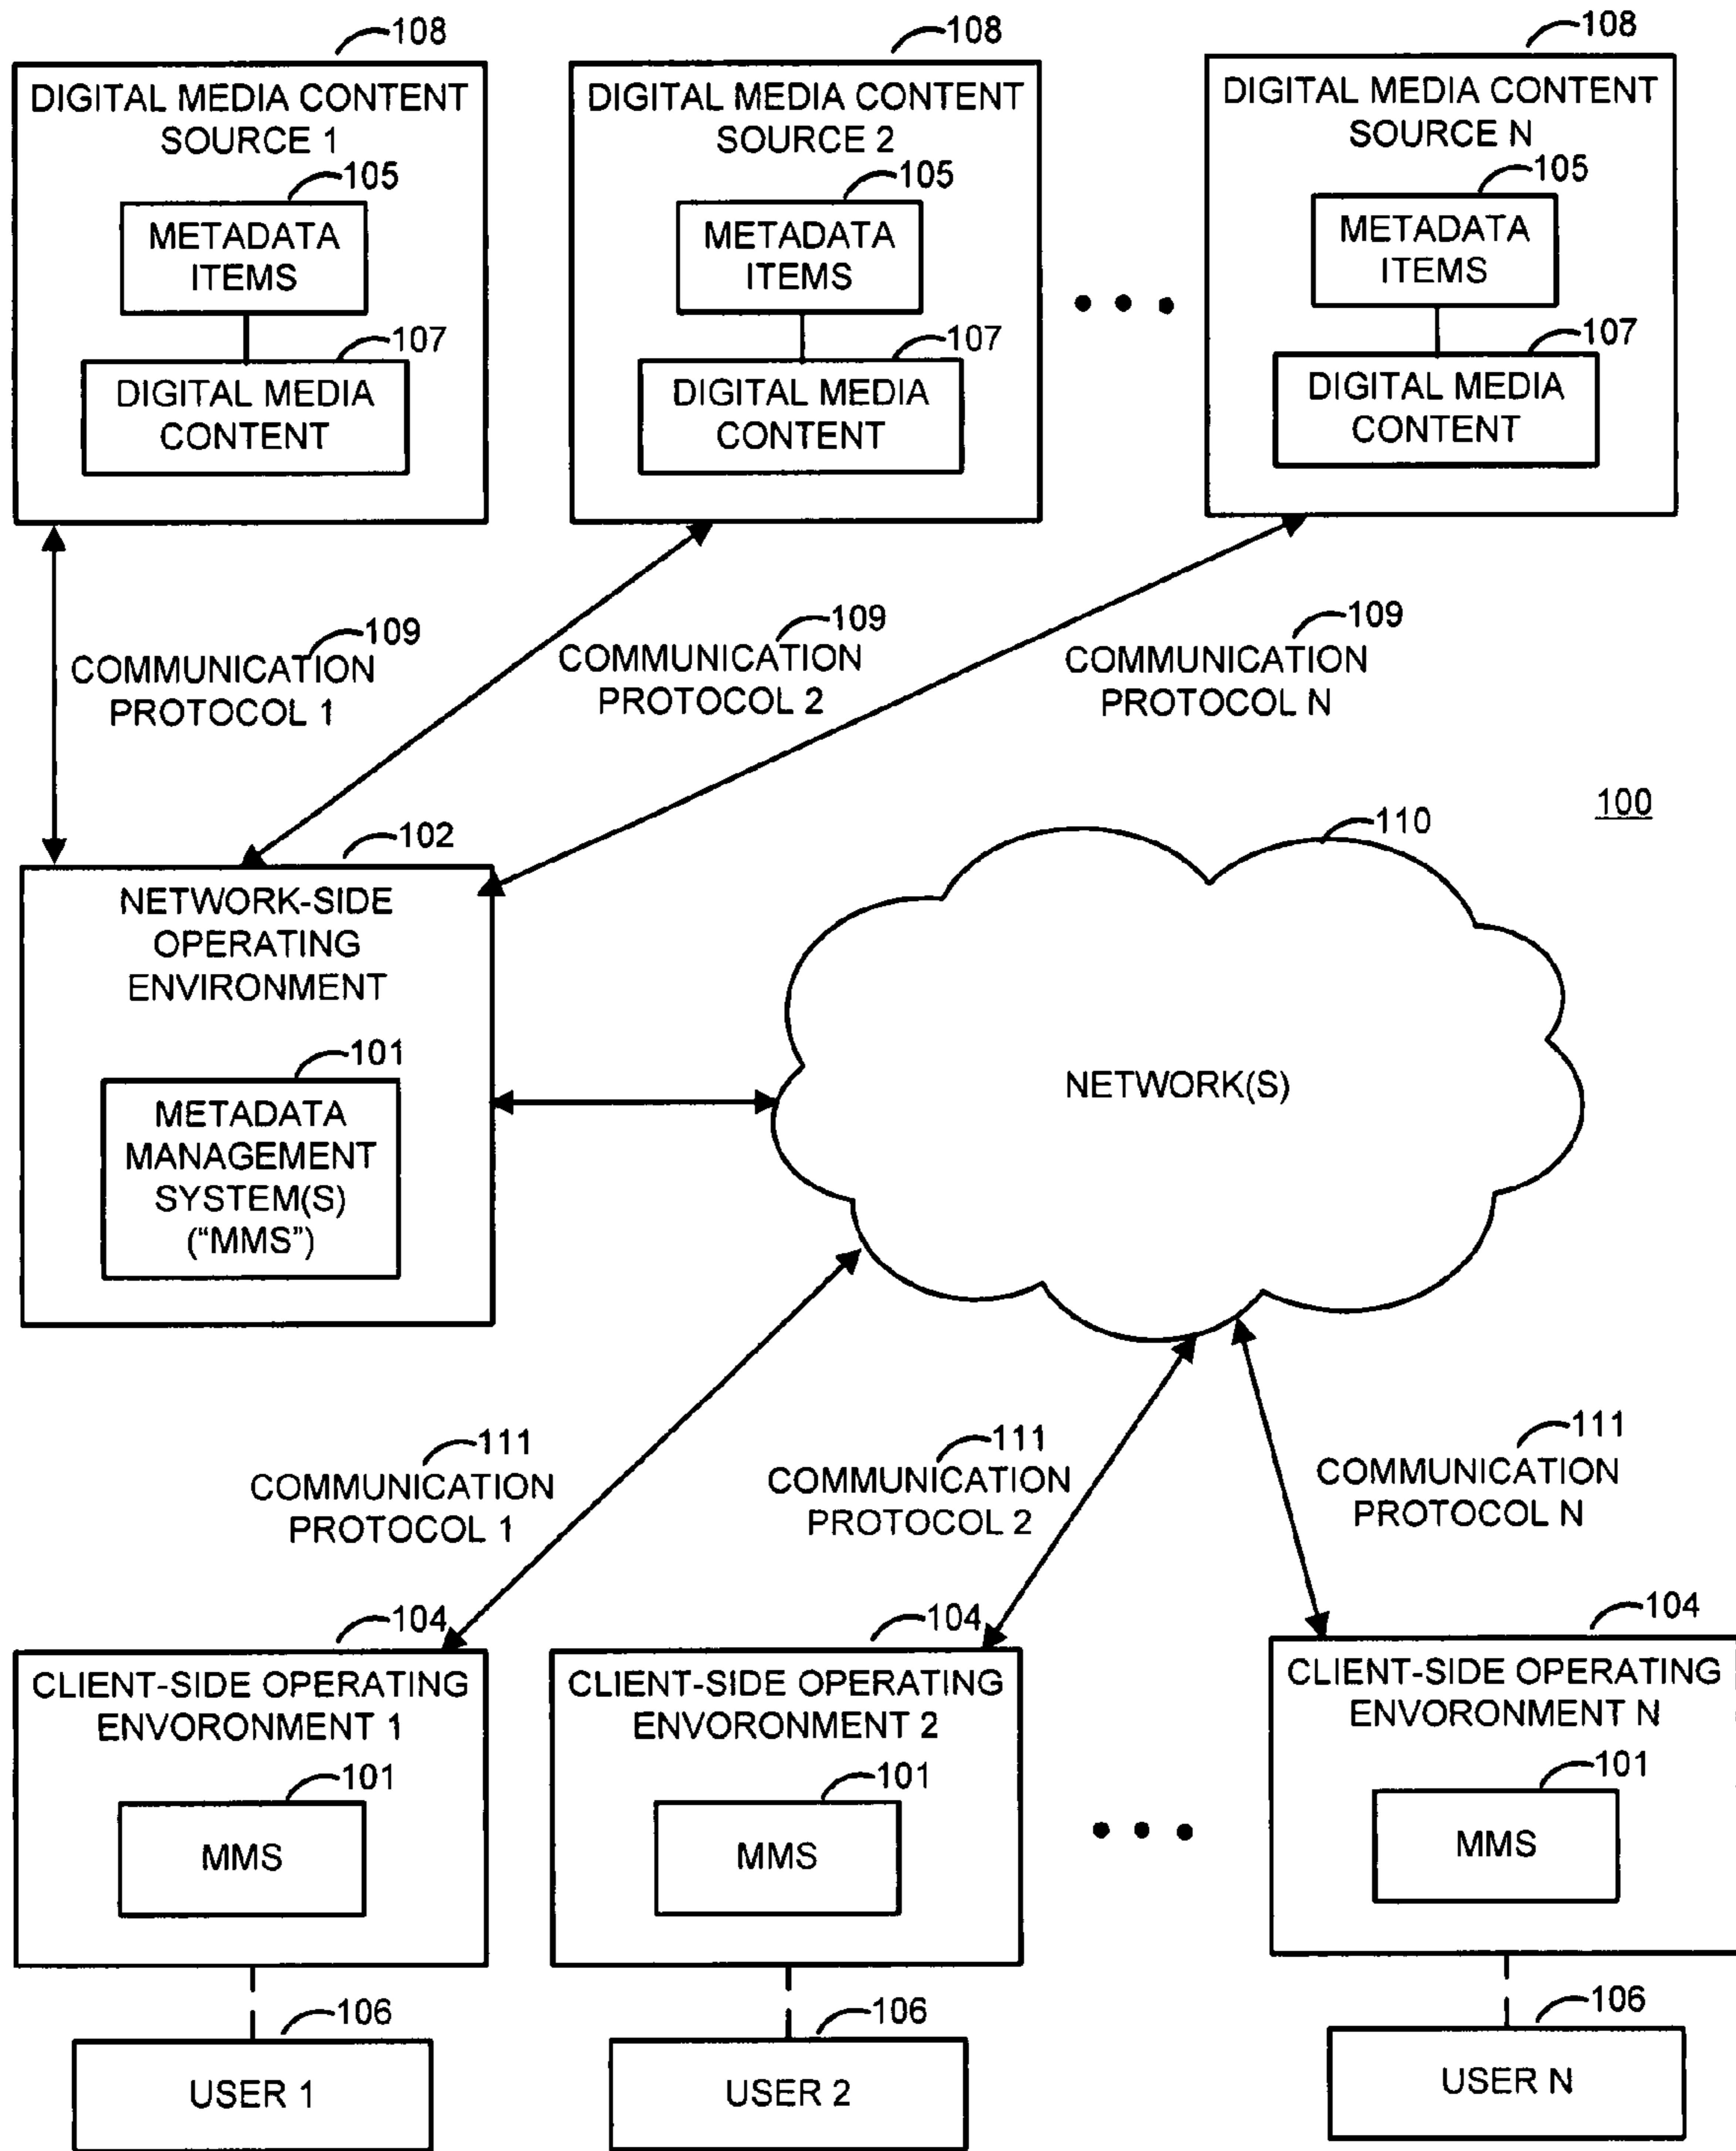 108
108
108
DIGITAL MEDIA CONTENT
SOURCE 1
DIGITAL MEDIA CONTENT
SOURCE 2
DIGITAL MEDIA CONTENT
SOURCE N
105
105
105
METADATA
ITEMS
METADATA
ITEMS
METADATA
ITEMS
107
107
107
DIGITAL MEDIA
CONTENT
DIGITAL MEDIA
CONTENT
DIGITAL MEDIA
CONTENT
109
COMMUNICATION
PROTOCOL 1
109
COMMUNICATION
PROTOCOL 2
109
COMMUNICATION
PROTOCOL N
100
102
110
NETWORK-SIDE
OPERATING
ENVIRONMENT
101
METADATA
MANAGEMENT
SYSTEM(S)
(“MMS”)
NETWORK(S)
111
COMMUNICATION
PROTOCOL 1
111
COMMUNICATION
PROTOCOL 2
111
COMMUNICATION
PROTOCOL N
104
104
104
CLIENT-SIDE OPERATING
ENVORONMENT 1
CLIENT-SIDE OPERATING
ENVORONMENT 2
CLIENT-SIDE OPERATING
ENVORONMENT N
101
101
101
MMS
MMS
MMS
106
106
106
USER 1
USER 2
USER N